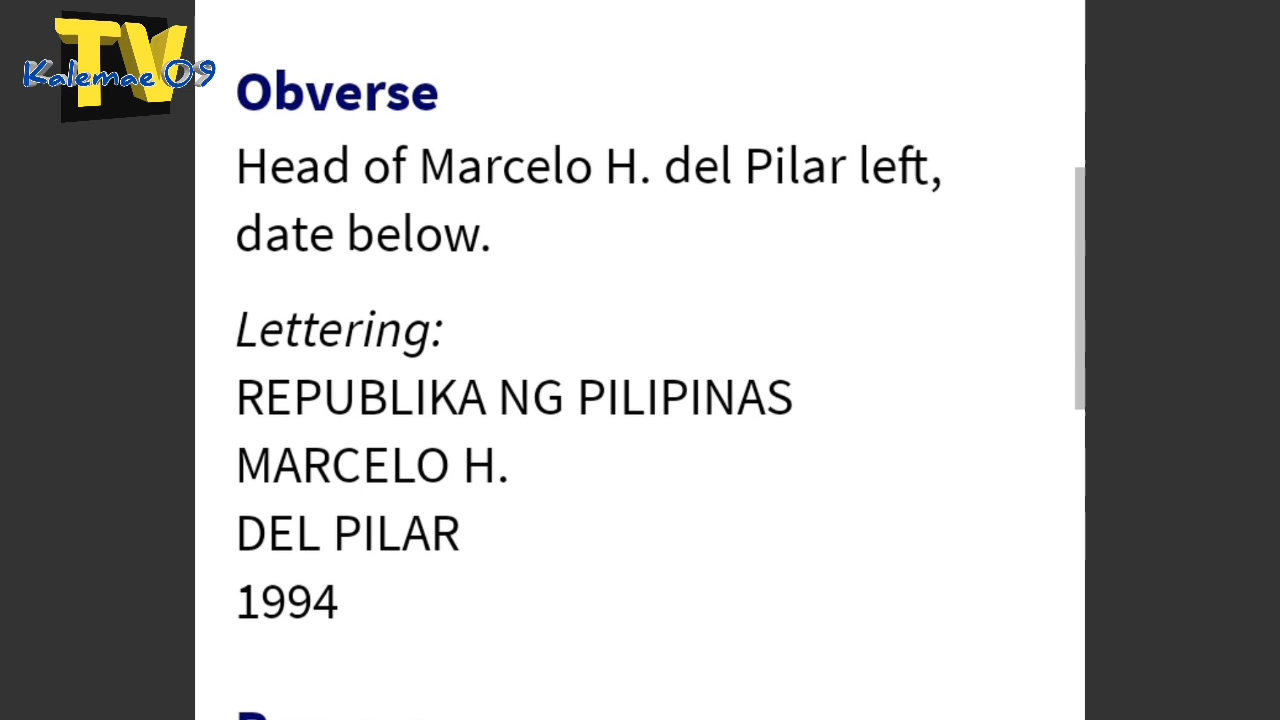 TV
Kalemae 09
Obverse
Head of Marcelo H. del Pilar left,
date below.
Lettering:
REPUBLIKA NG PILIPINAS
MARCELO H.
DEL PILAR
1994